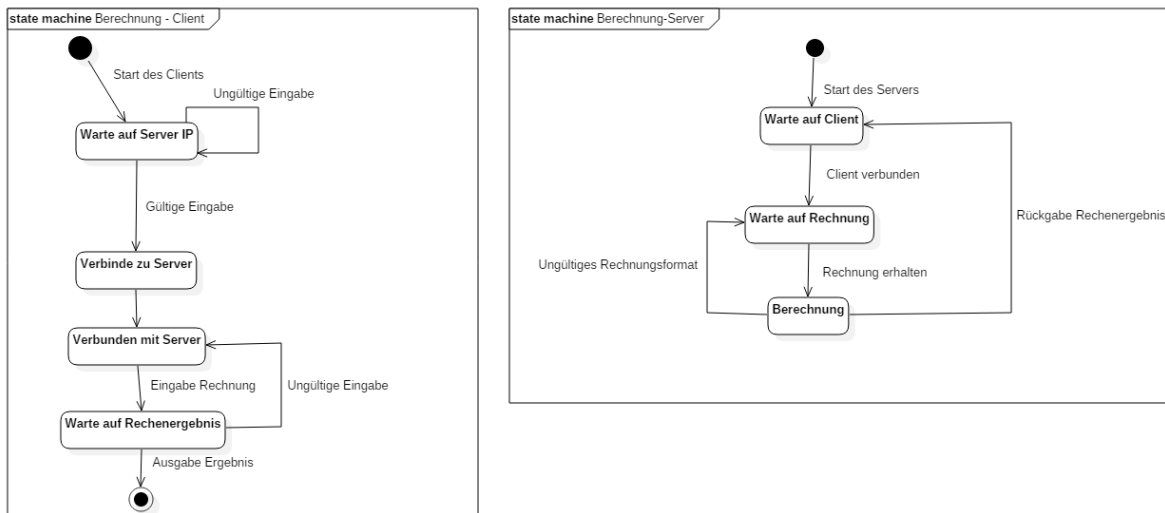 state machine Berechnung - Client
Start des Clients
Ungültige Eingabe
Warte auf Server IP
Gültige Eingabe
Verbinde zu Server
Verbunden mit Server
Eingabe Rechnung
Ungültige Eingabe
Warte auf Rechenergebnis
Ausgabe Ergebnis
state machine Berechnung-Server
Start des Servers
Warte auf Client
Client verbunden
Warte auf Rechnung
Rückgabe Rechenergebnis
Ungültiges Rechnungsformat
Rechnung erhalten
Berechnung